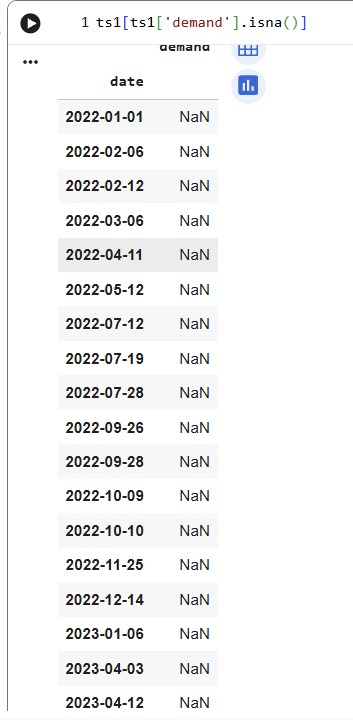 1 ts1[ts1['demand'].isna()]
demand
date
2022-01-01 NaN
2022-02-06 NaN
2022-02-12 NaN
2022-03-06 NaN
2022-04-11 NaN
2022-05-12 NaN
2022-07-12 NaN
2022-07-19 NaN
2022-07-28 NaN
2022-09-26 NaN
2022-09-28 NaN
2022-10-09 NaN
2022-10-10 NaN
2022-11-25 NaN
2022-12-14 NaN
2023-01-06 NaN
2023-04-03 NaN
2023-04-12 NaN